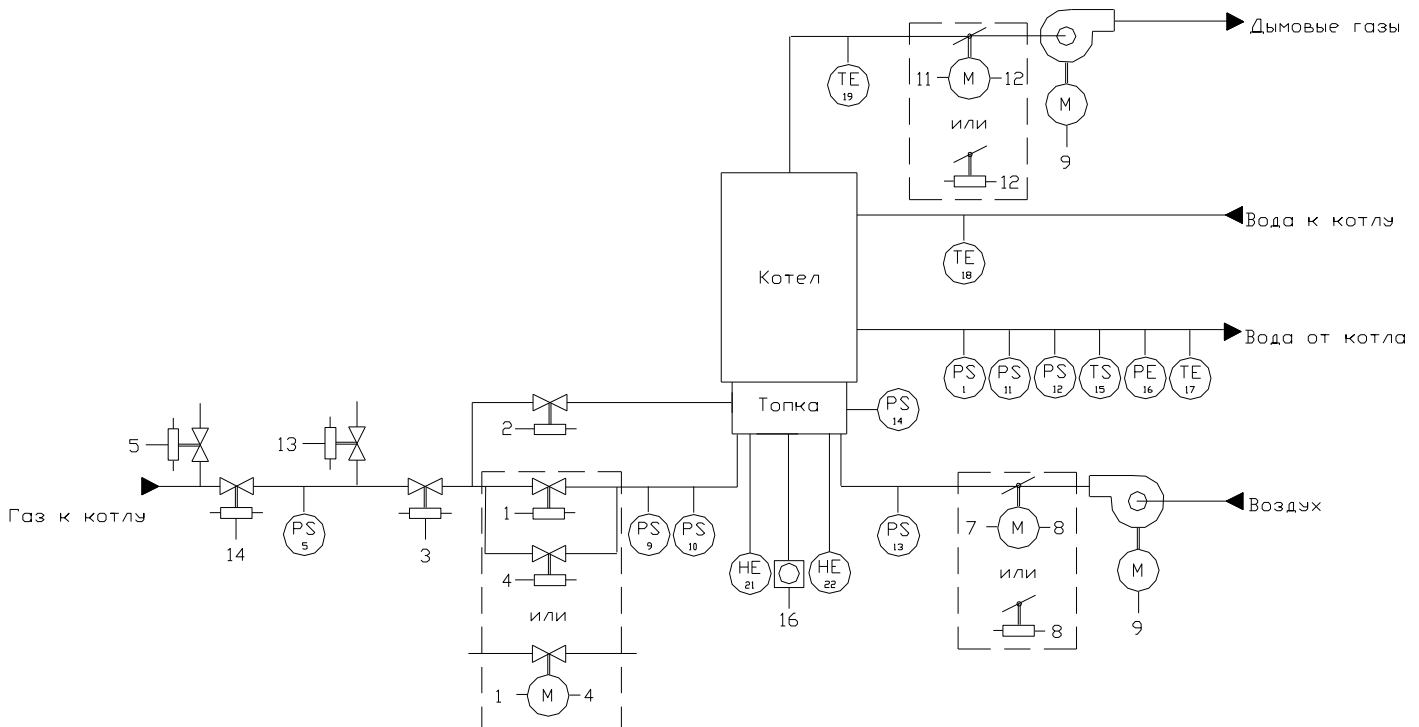 Дымовые газы
TE
19
11
M
12
или
12
M
9
Вода к котлу
TE
18
Котел
Вода от котла
PS
1
PS
11
PS
12
TS
15
PE
16
TE
17
Топка
PS
14
5
13
2
Газ к котлу
14
PS
5
3
1
4
или
1
M
4
PS
9
PS
10
HE
21
16
HE
22
PS
13
7
M
8
или
8
Воздух
M
9